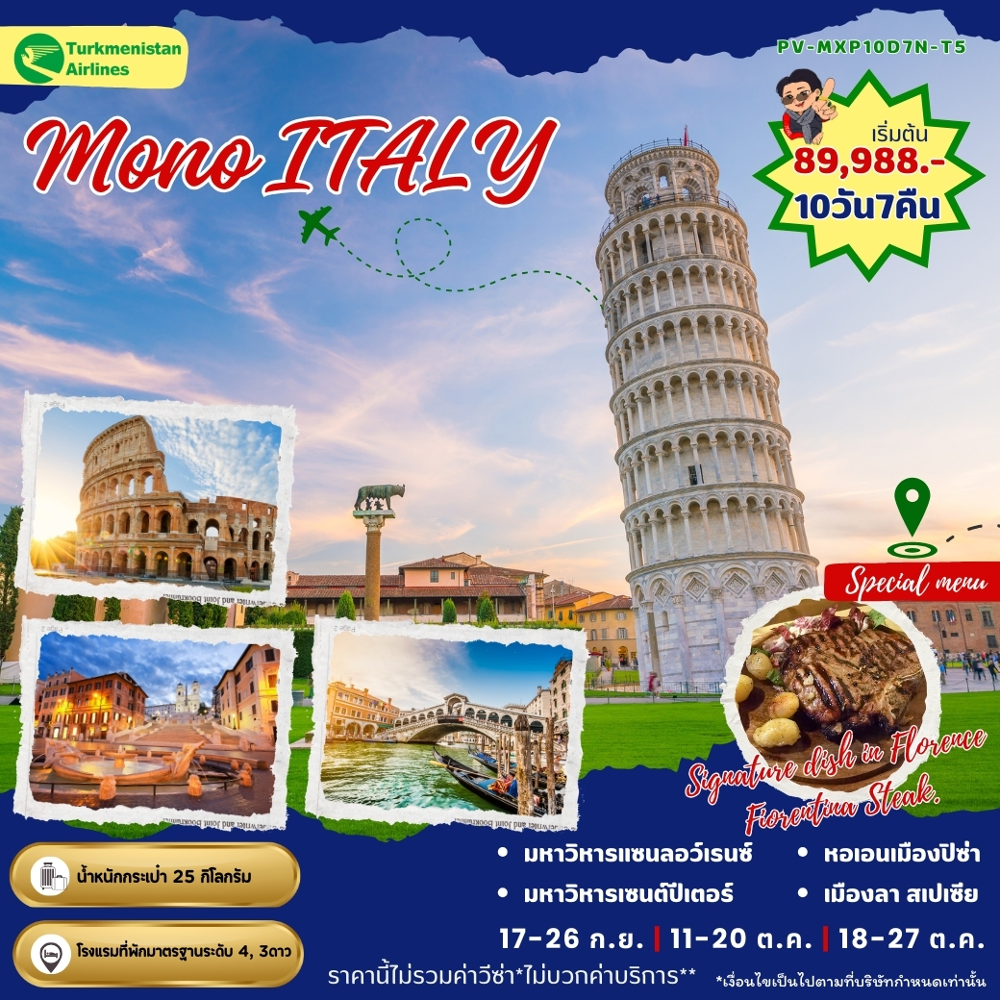 Turkmenistan
Airlines
PV-MXP10D7N-T5
Mono ITALY
เริ่มต้น
89,988.-
10วัน7คืน
Special menu
Signature dish in Florence
Fiorentina Steak.
น้ำหนักกระเป๋า 25 กิโลกรัม
โรงแรมที่พักมาตรฐานระดับ 4, 3ดาว
• มหาวิหารแซนลอว์เรนซ์
• หอเอนเมืองปิซ่า
• มหาวิหารเซนต์ปีเตอร์
• เมืองลา สเปเซีย
17-26 ก.ย. | 11-20 ต.ค. | 18-27 ต.ค.
ราคานี้ไม่รวมค่าวีซ่า*ไม่บวกค่าบริการ**
*เงื่อนไขเป็นไปตามที่บริษัทกำหนดเท่านั้น